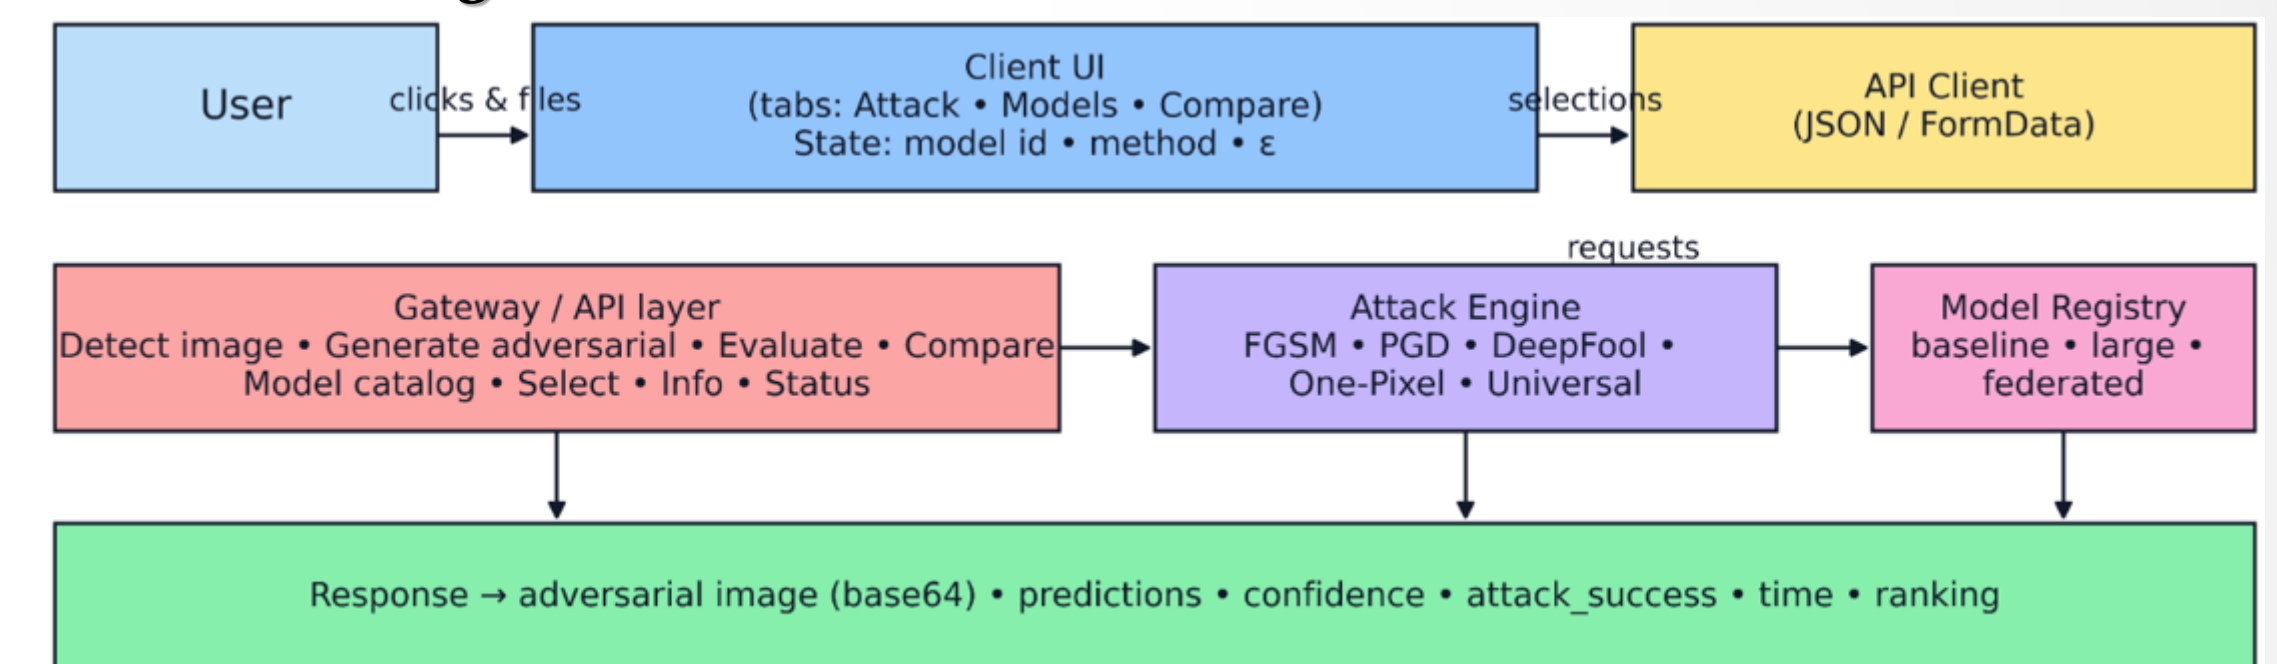 User
clicks & files
Client UI
(tabs: Attack • Models • Compare)
State: model id • method • ε
selections
API Client
(JSON / FormData)
requests
Gateway / API layer
Detect image • Generate adversarial • Evaluate • Compare
Model catalog • Select • Info • Status
Attack Engine
FGSM • PGD • DeepFool •
One-Pixel • Universal
Model Registry
baseline • large •
federated
Response → adversarial image (base64) • predictions • confidence • attack_success • time • ranking